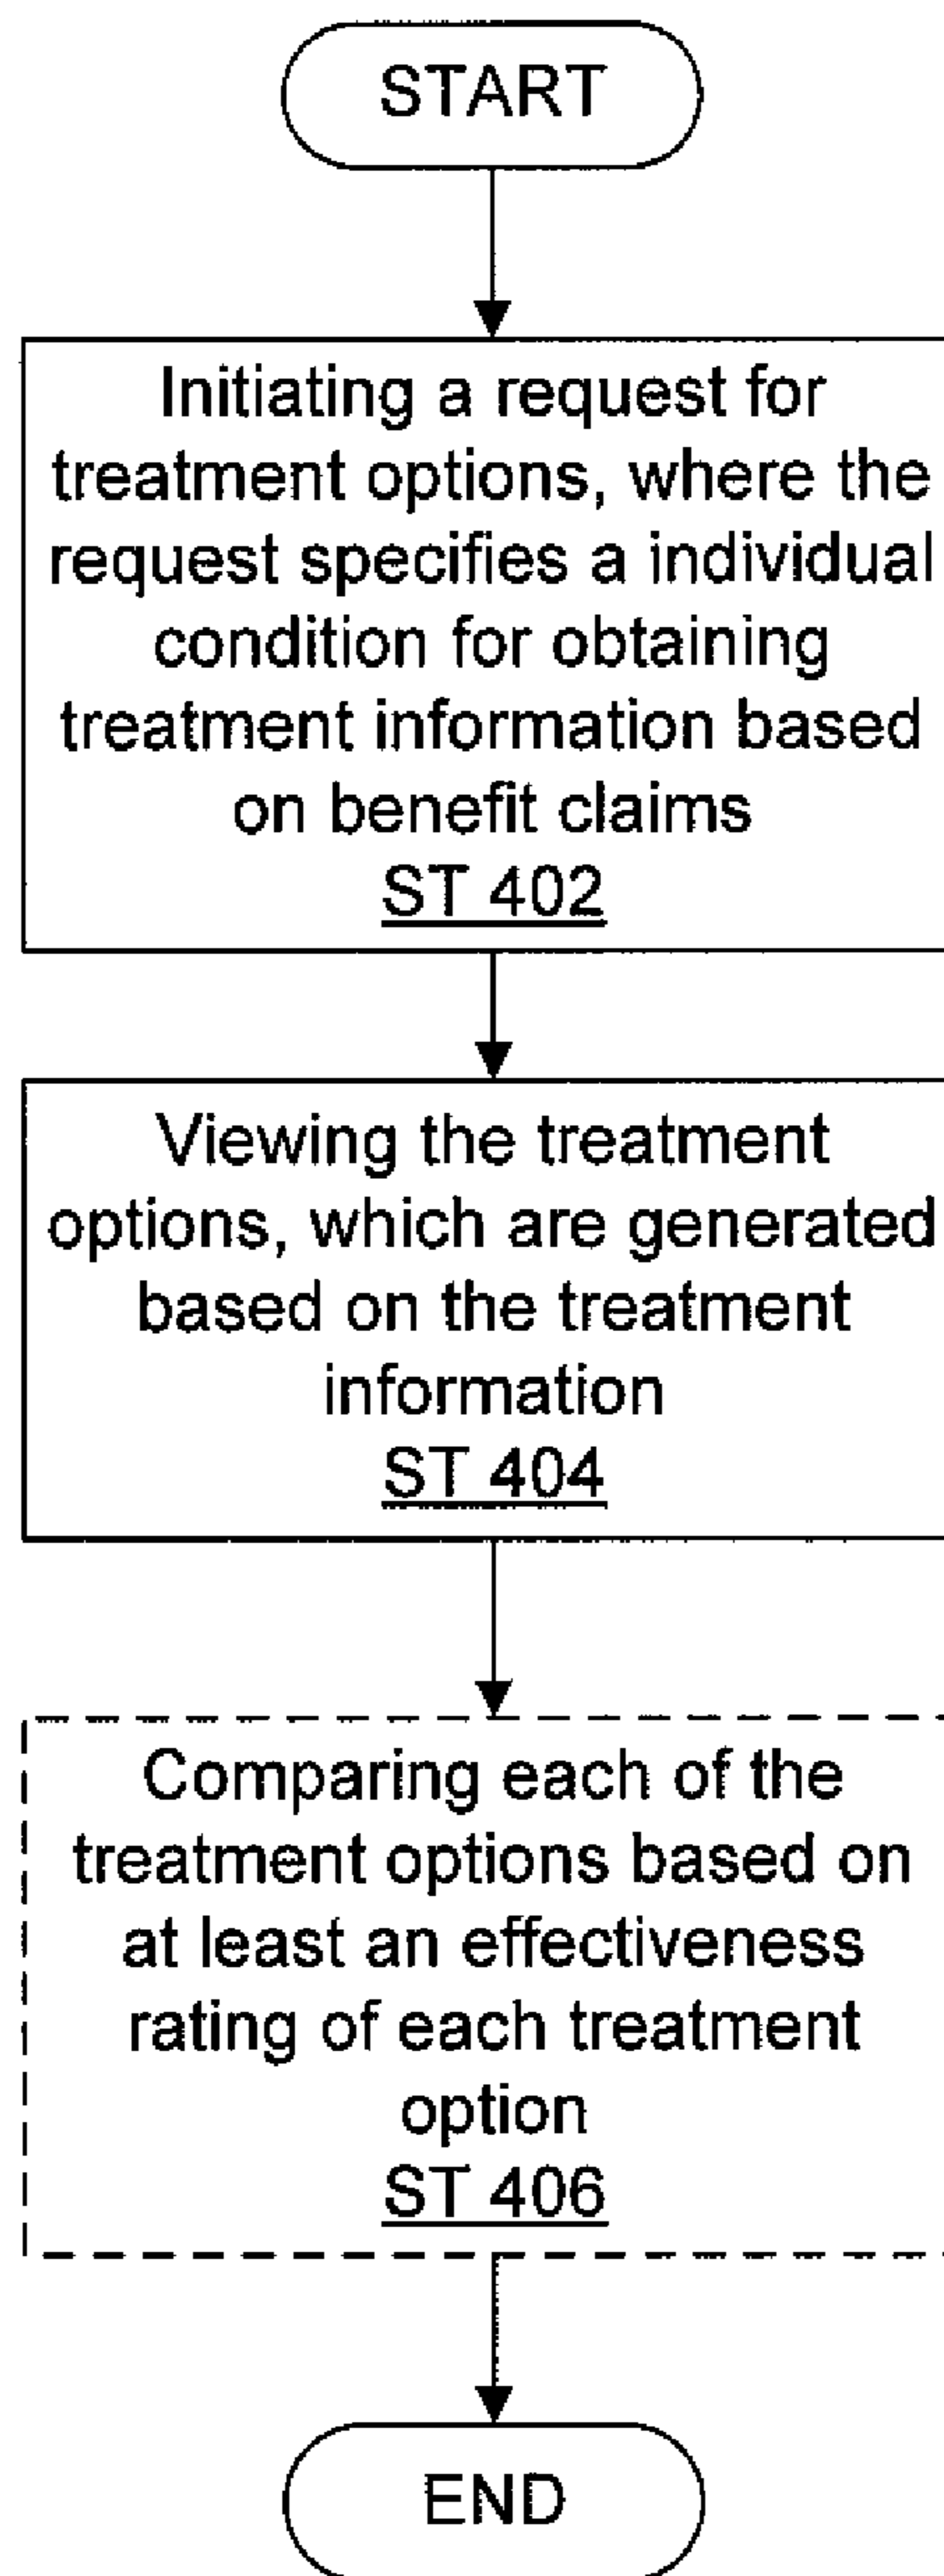 START
Initiating a request for
treatment options, where the
request specifies a individual
condition for obtaining
treatment information based
on benefit claims
ST 402
Viewing the treatment
options, which are generated
based on the treatment
information
ST 404
Comparing each of the
treatment options based on
at least an effectiveness
rating of each treatment
option
ST 406
END